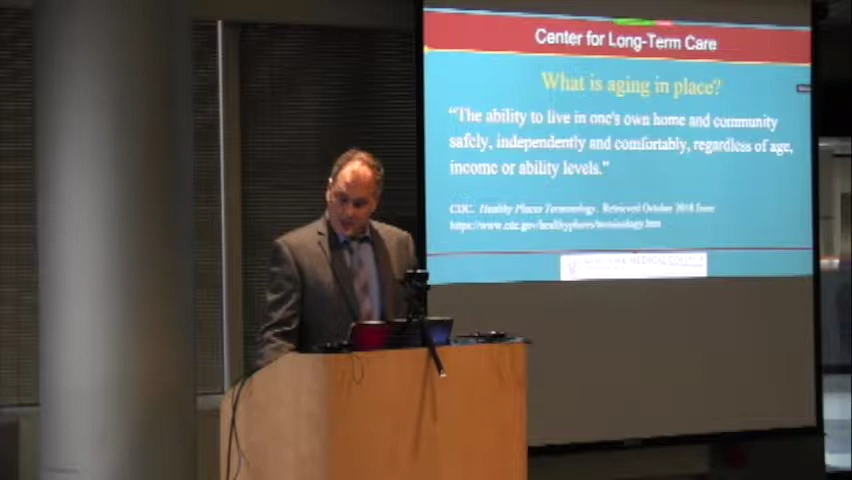 Center for Long-Term Care
What is aging in place?
“The ability to live in one's own home and community
safely, independently and comfortably, regardless of age,
income or ability levels.”
CDC. Healthy Places Terminology. Retrieved October 2018 from
https://www.cdc.gov/healthyplaces/terminology.htm
MEDICAL COLLEGE